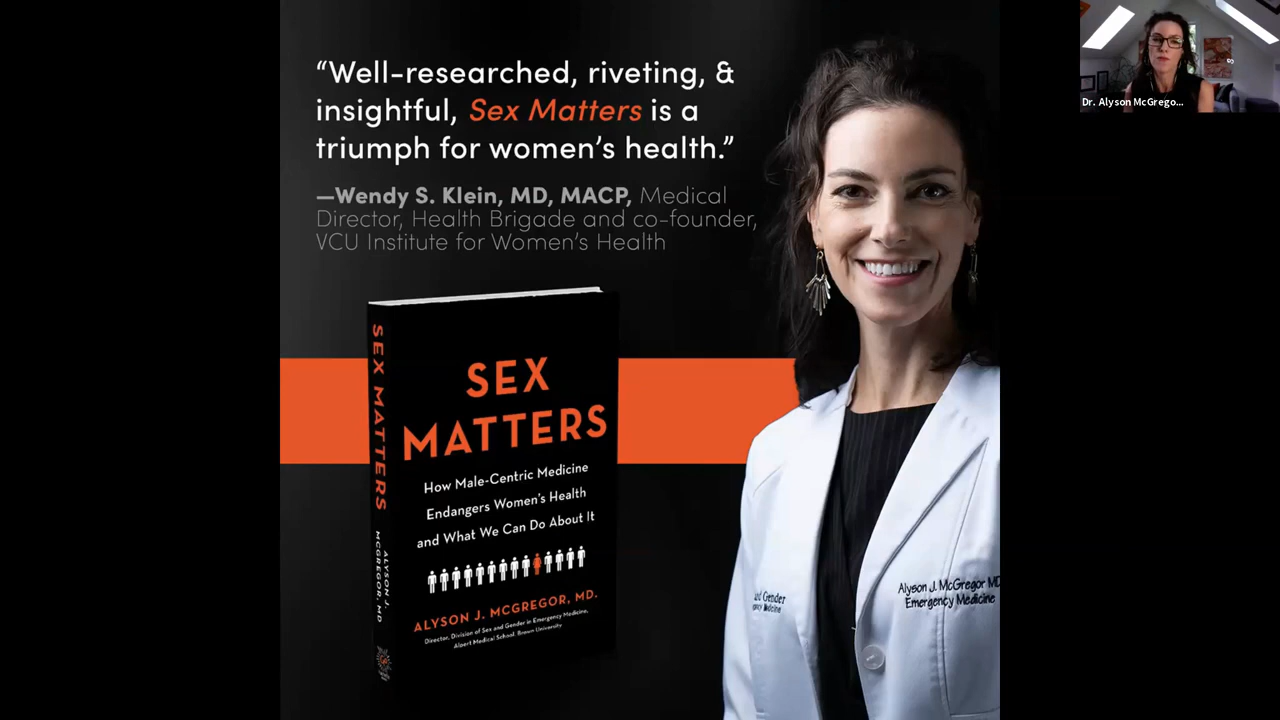 “Well-researched, riveting, &
insightful, Sex Matters is a
triumph for women’s health.”
—Wendy S. Klein, MD, MACP, Medical
Director, Health Brigade and co-founder,
VCU Institute for Women’s Health
SEX MATTERS
ALYSON J.
MCGREGOR, MD
SEX
MATTERS
How Male-Centric Medicine
Endangers Women’s Health
and What We Can Do About It
ALYSON J. MCGREGOR, MD.
Director, Division of Sex and Gender in Emergency Medicine,
Alpert Medical School, Brown University
Gender
Medicine
Alyson J. McGregor MD
Emergency Medicine
Dr. Alyson McGrego...